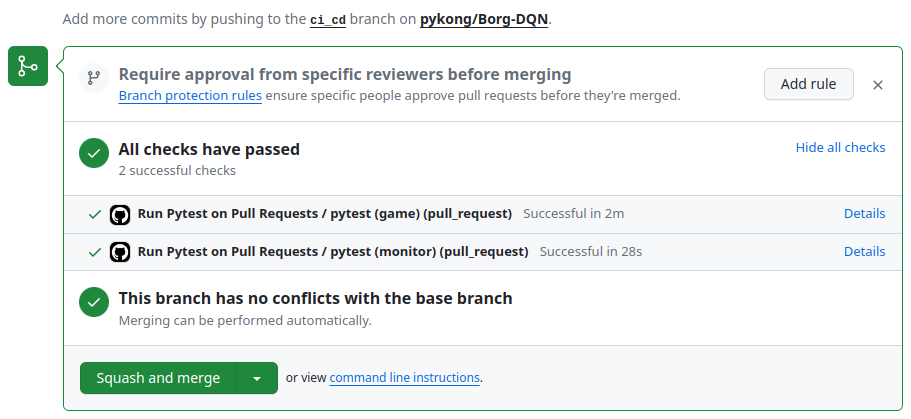 Add more commits by pushing to the ci_cd branch on pykong/Borg-DQN.
Require approval from specific reviewers before merging
Branch protection rules ensure specific people approve pull requests before they're merged.
Add rule
All checks have passed
2 successful checks
Hide all checks
Run Pytest on Pull Requests / pytest (game) (pull_request) Successful in 2m Details
Run Pytest on Pull Requests / pytest (monitor) (pull_request) Successful in 28s Details
This branch has no conflicts with the base branch
Merging can be performed automatically.
Squash and merge or view command line instructions.